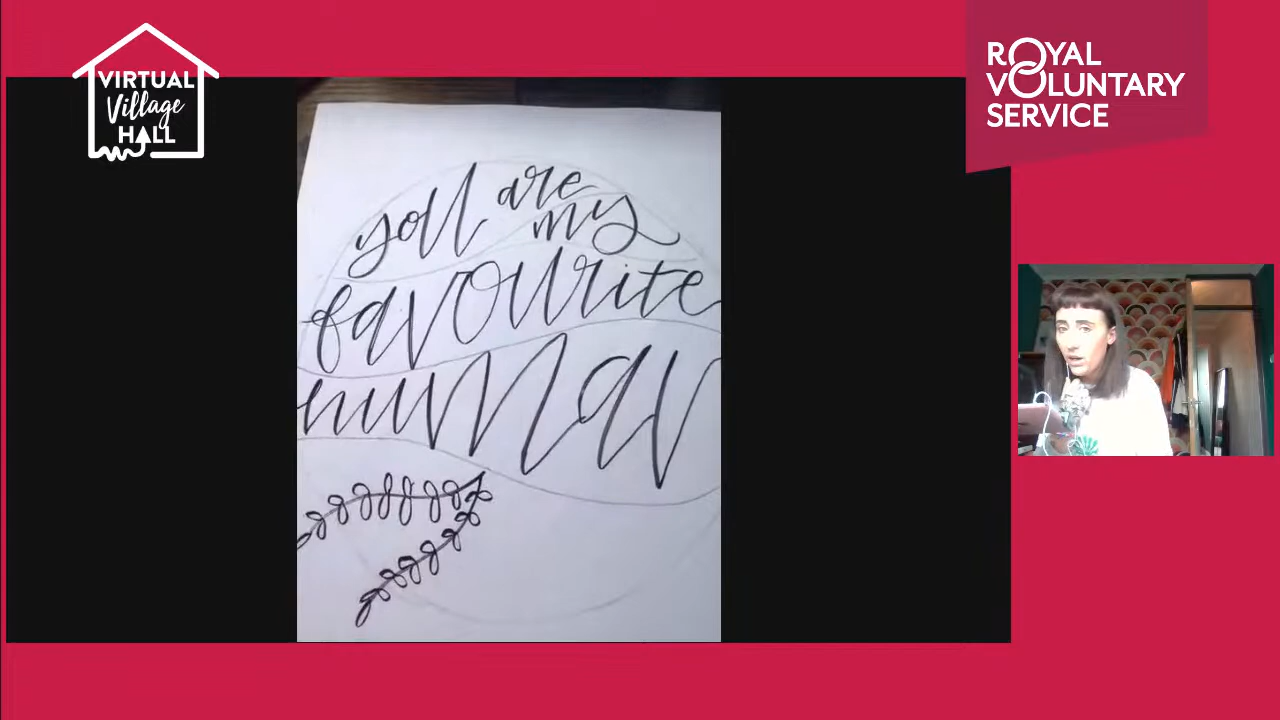 VIRTUAL
Village
HALL
ROYAL
VOLUNTARY
SERVICE
you are
my
favourite
human